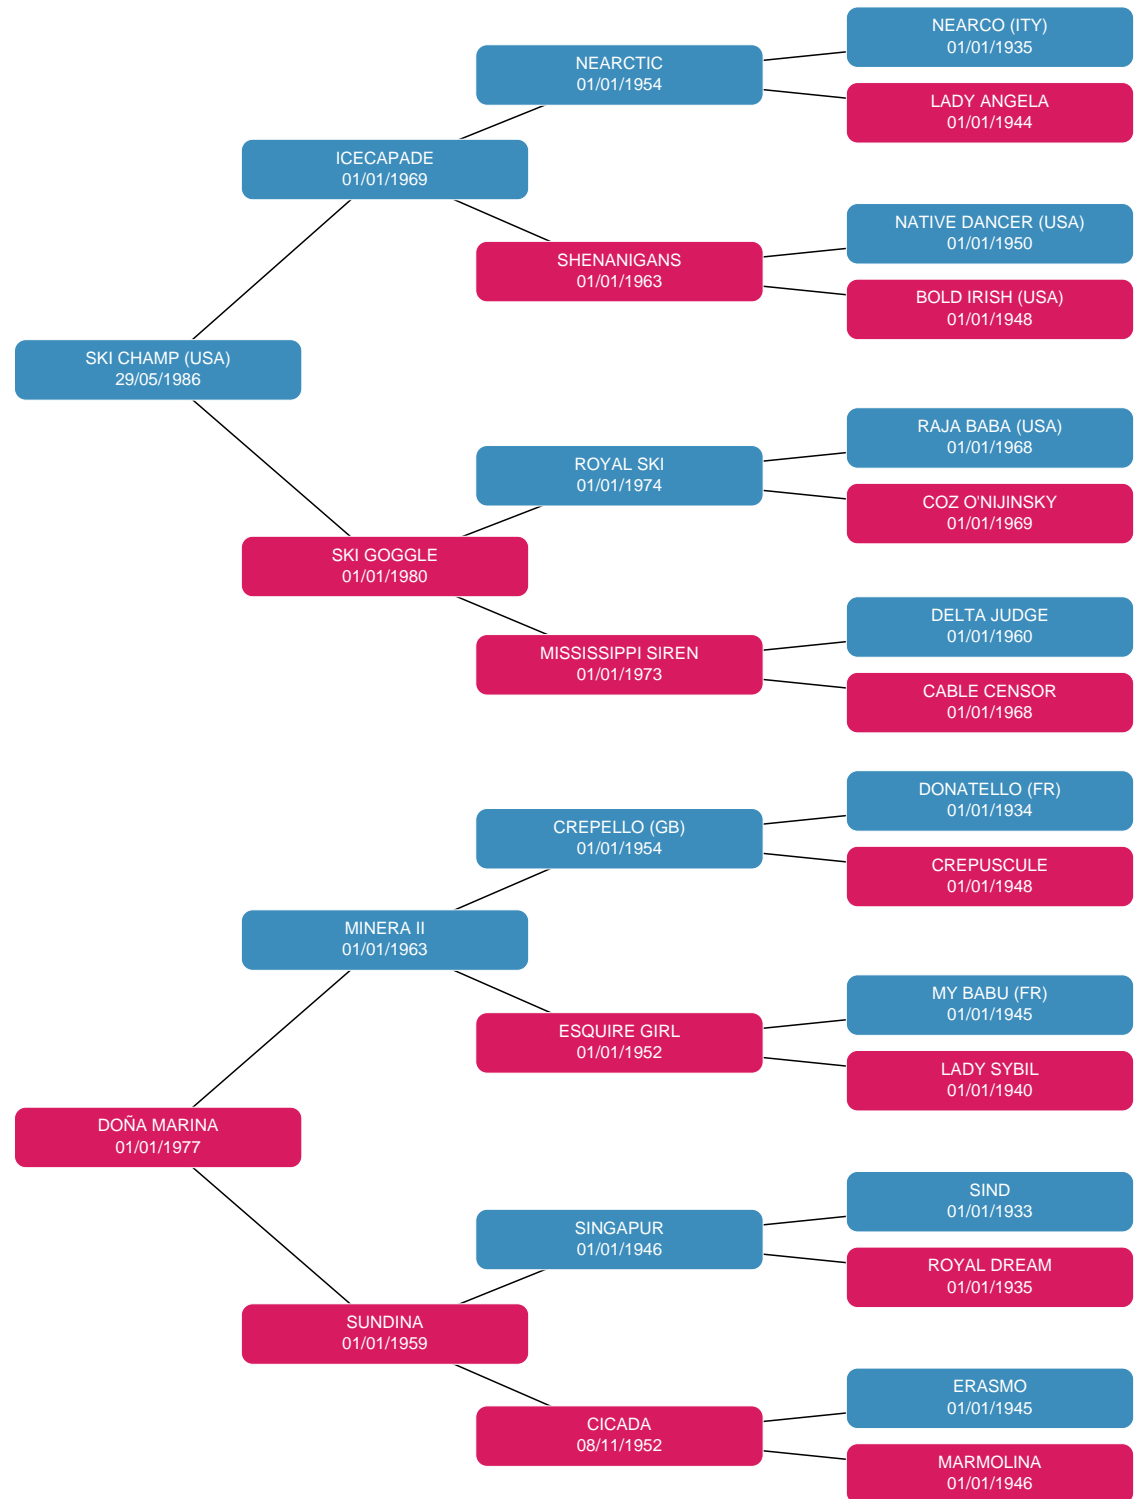 NEARCO (ITY)
01/01/1935
NEARCTIC
01/01/1954
LADY ANGELA
01/01/1944
ICECAPADE
01/01/1969
NATIVE DANCER (USA)
01/01/1950
SHENANIGANS
01/01/1963
BOLD IRISH (USA)
01/01/1948
SKI CHAMP (USA)
29/05/1986
RAJA BABA (USA)
01/01/1968
ROYAL SKI
01/01/1974
COZ O'NIJINSKY
01/01/1969
SKI GOGGLE
01/01/1980
DELTA JUDGE
01/01/1960
MISSISSIPPI SIREN
01/01/1973
CABLE CENSOR
01/01/1968
DONATELLO (FR)
01/01/1934
CREPELLO (GB)
01/01/1954
CREPUSCULE
01/01/1948
MINERA II
01/01/1963
MY BABU (FR)
01/01/1945
ESQUIRE GIRL
01/01/1952
LADY SYBIL
01/01/1940
DOÑA MARINA
01/01/1977
SIND
01/01/1933
SINGAPUR
01/01/1946
ROYAL DREAM
01/01/1935
SUNDINA
01/01/1959
ERASMO
01/01/1945
CICADA
08/11/1952
MARMOLINA
01/01/1946